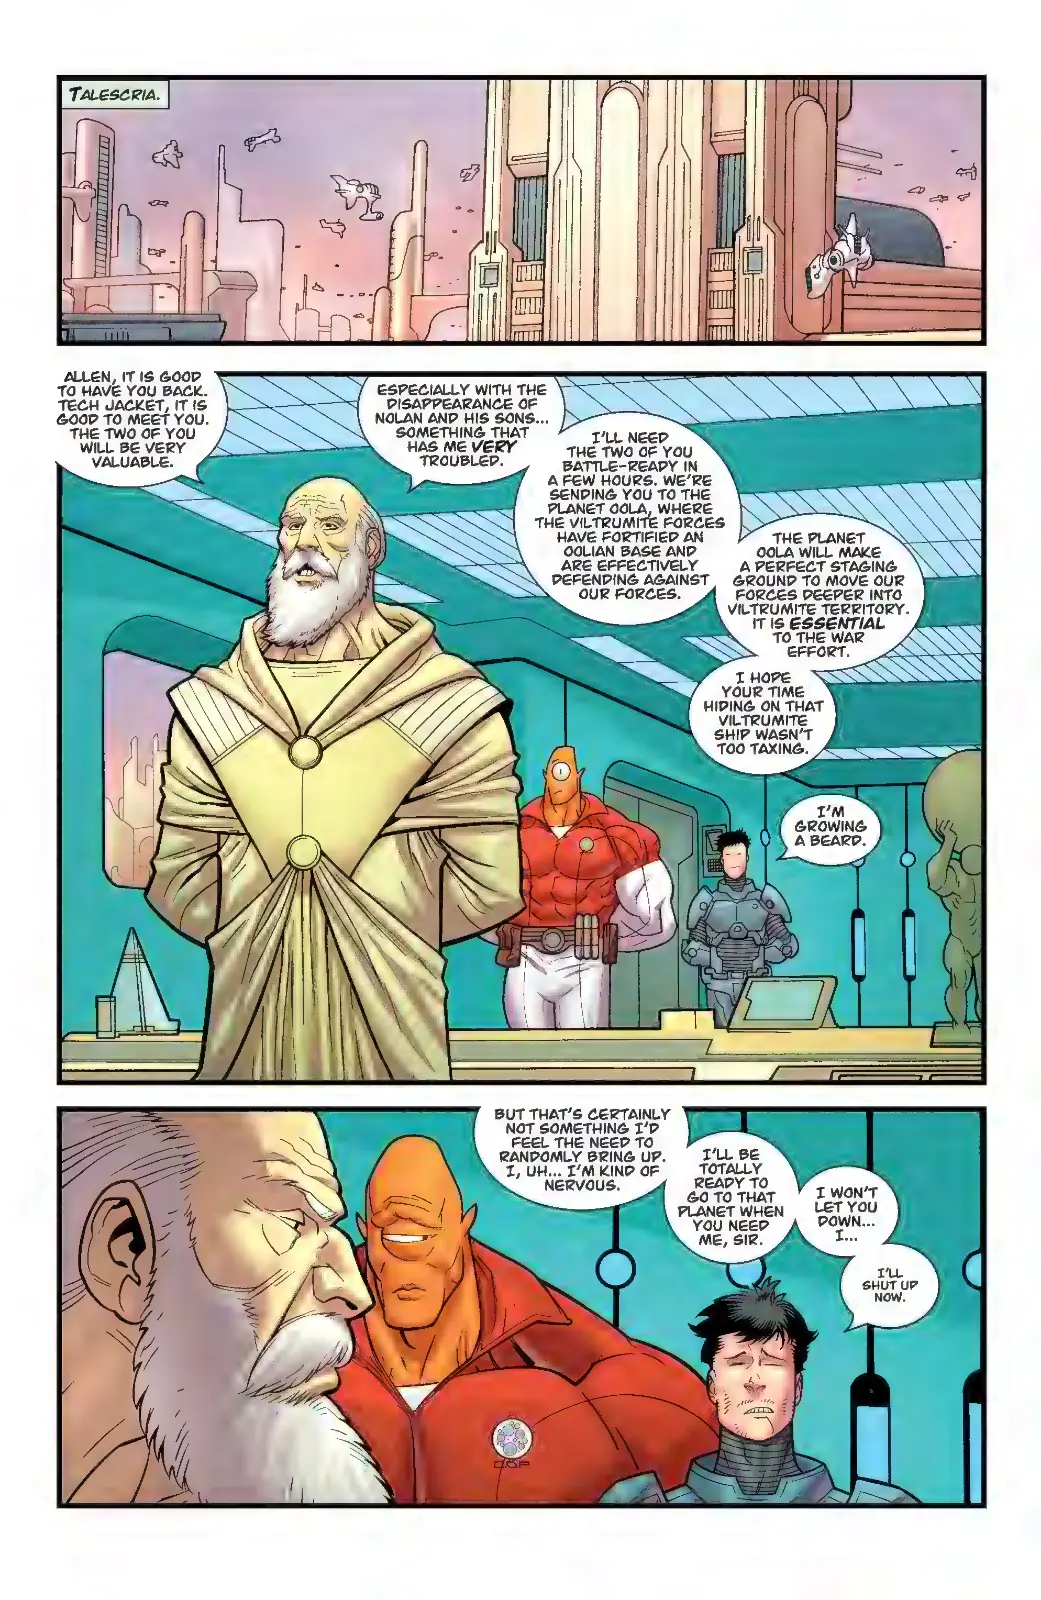 TALESCRIA.
ALLEN, IT IS GOOD
TO HAVE YOU BACK.
TECH JACKET, IT IS
GOOD TO MEET YOU.
THE TWO OF YOU
WILL BE VERY
VALUABLE.
ESPECIALLY WITH THE
DISAPPEARANCE OF
NOLAN AND HIS SONS...
SOMETHING THAT
HAS ME VERY
TROUBLED.
I'LL NEED
THE TWO OF YOU
BATTLE-READY IN
A FEW HOURS. WE'RE
SENDING YOU TO THE
PLANET OOLA, WHERE
THE VILTRUMITE FORCES
HAVE FORTIFIED AN
OOLIAN BASE AND
ARE EFFECTIVELY
DEFENDING AGAINST
OUR FORCES.
THE PLANET
OOLA WILL MAKE
A PERFECT STAGING
GROUND TO MOVE OUR
FORCES DEEPER INTO
VILTRUMITE TERRITORY.
IT IS ESSENTIAL
TO THE WAR
EFFORT.
I HOPE
YOUR TIME
HIDING ON THAT
VILTRUMITE
SHIP WASN'T
TOO TAXING.
I'M
GROWING
A BEARD.
BUT THAT'S CERTAINLY
NOT SOMETHING I'D
FEEL THE NEED TO
RANDOMLY BRING UP.
I, UH... I'M KIND OF
NERVOUS.
I'LL BE
TOTALLY
READY TO
GO TO THAT
PLANET WHEN
YOU NEED
ME, SIR.
I WON'T
LET YOU
DOWN...
I...
I'LL
SHUT UP
NOW.
C.O.P.